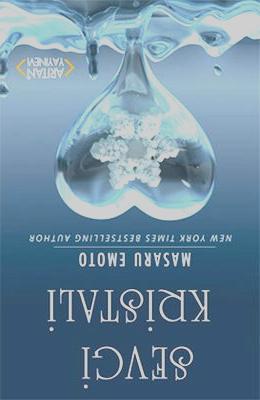 SEVGİ
KRİSTALİ
MASARU EMOTO
NEW YORK TIMES BESTSELLING AUTHOR
ARTAN
YAYINEVİ